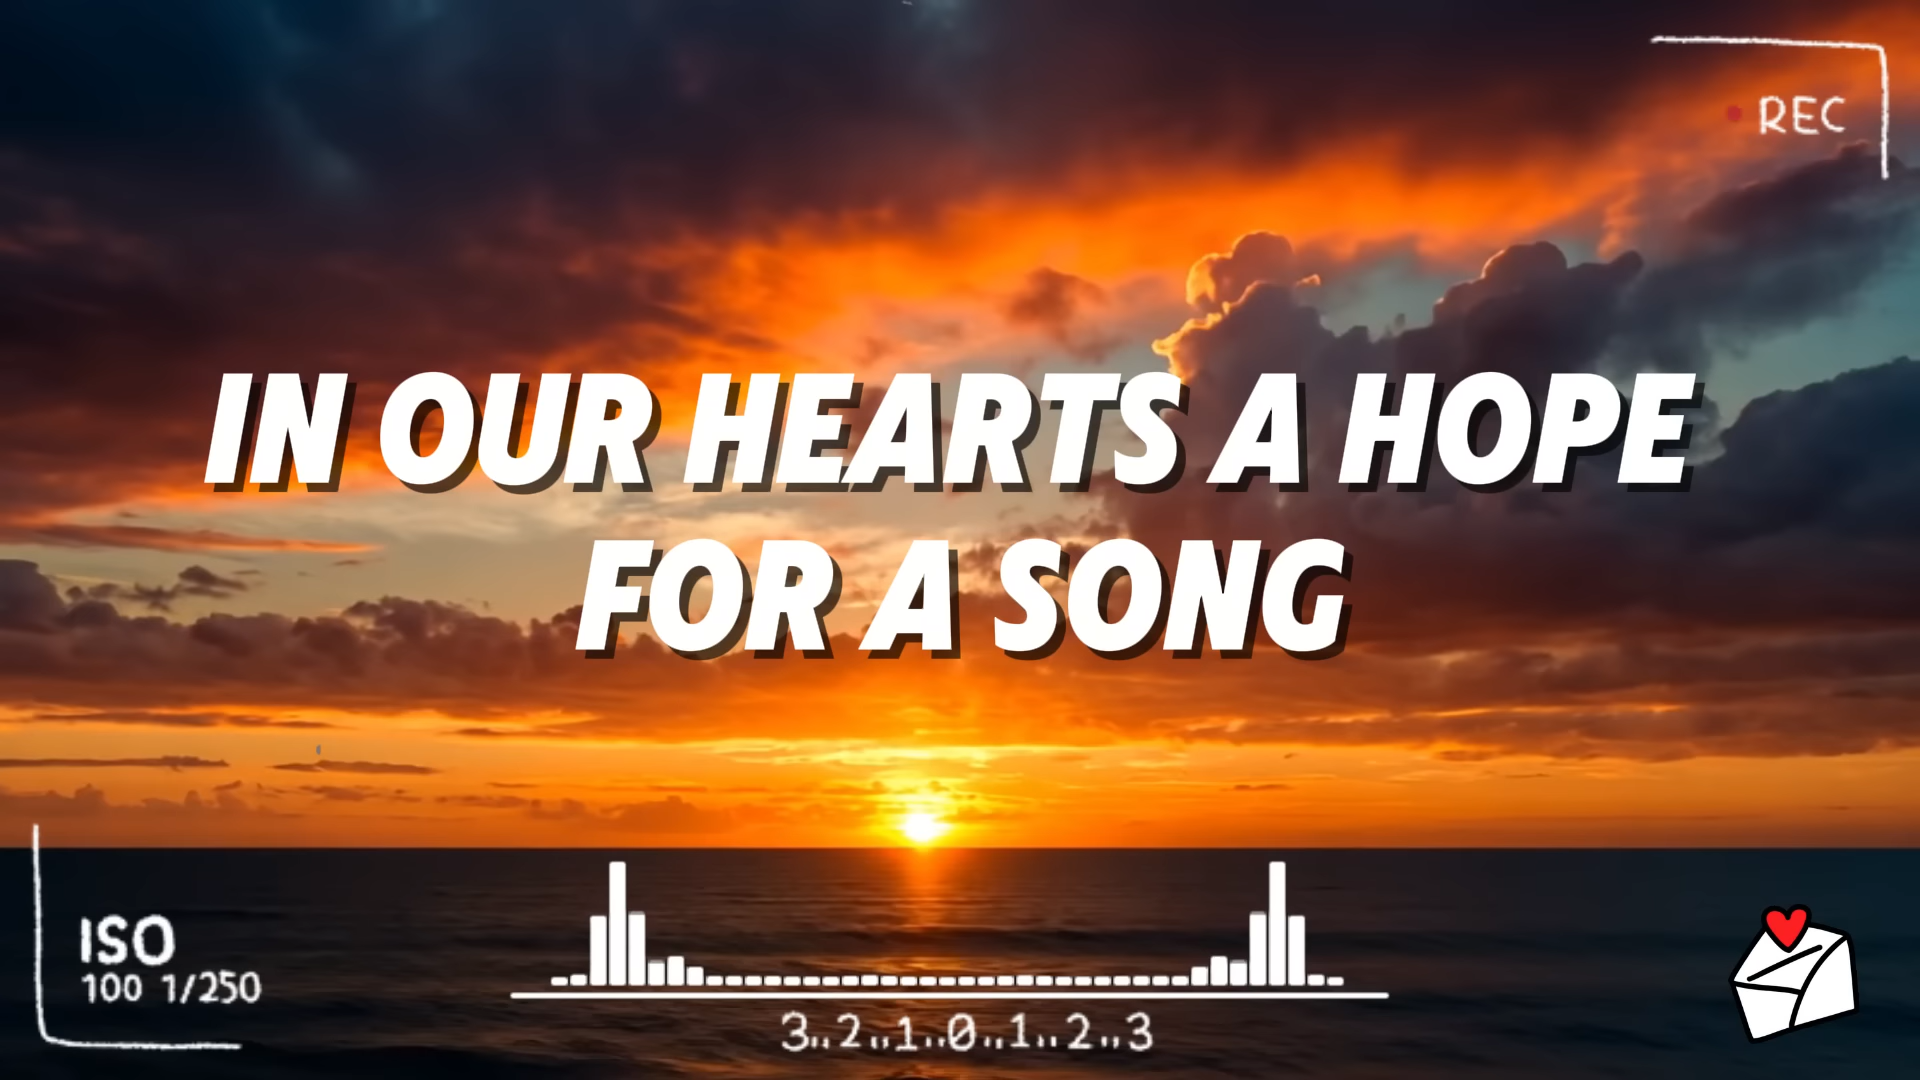 REC
IN OUR HEARTS A HOPE
FOR A SONG
ISO
100 1/250
3,,2,,1,,0,,1,,2,,3